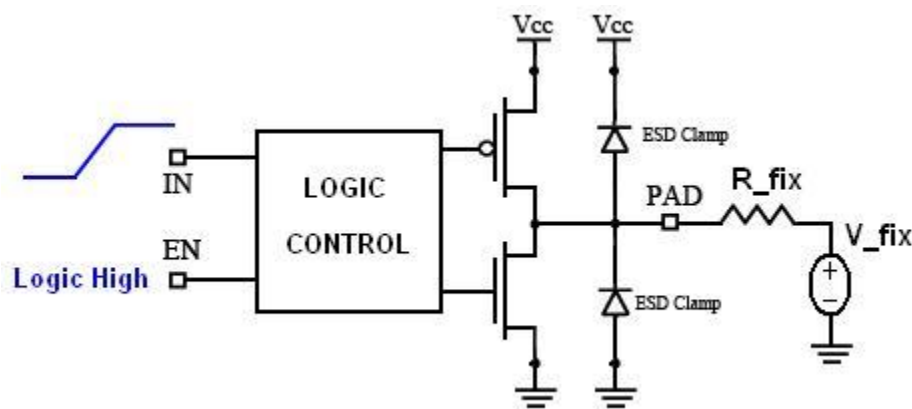 Vcc
Vcc
ESD Clamp
IN
LOGIC
CONTROL
PAD
R_fix
V_fix
EN
Logic High
ESD Clamp
+
−